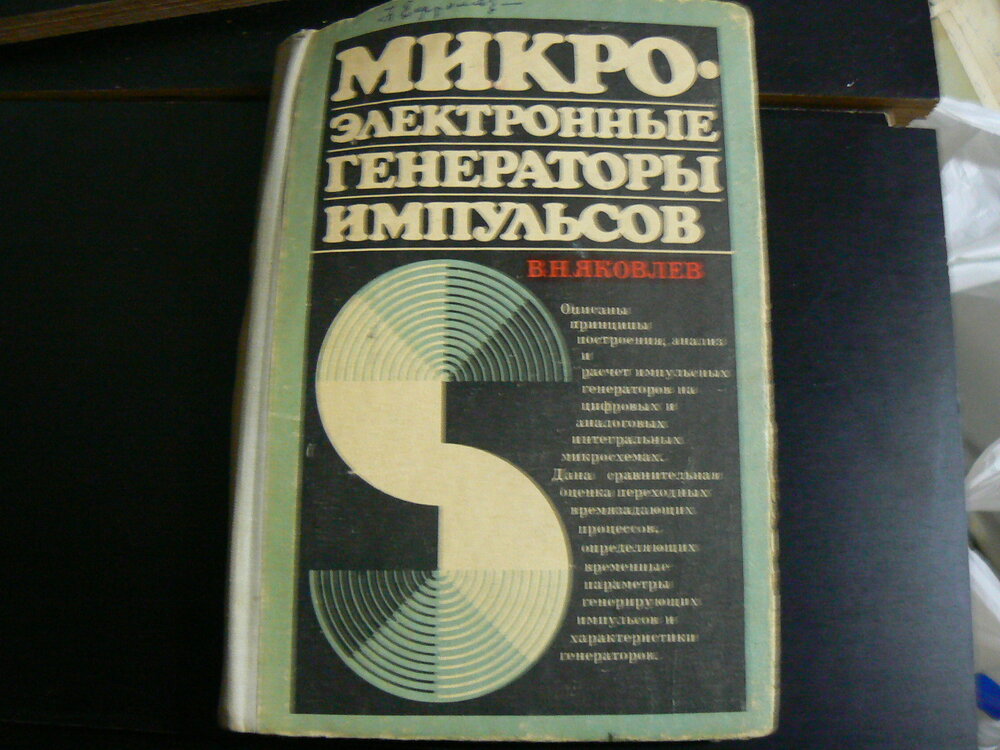 МИКРО-
ЭЛЕКТРОННЫЕ
ГЕНЕРАТОРЫ
ИМПУЛЬСОВ
В.Н.ЯКОВЛЕВ
Описаны
принципы
построения, анализ
и
расчет импульсных
генераторов на
цифровых и
аналоговых
интегральных
микросхемах.
Дана сравнительная
оценка переходных
времязадающих
процессов,
определяющих
временные
параметры
генерирующих
импульсов и
характеристики
генераторов.